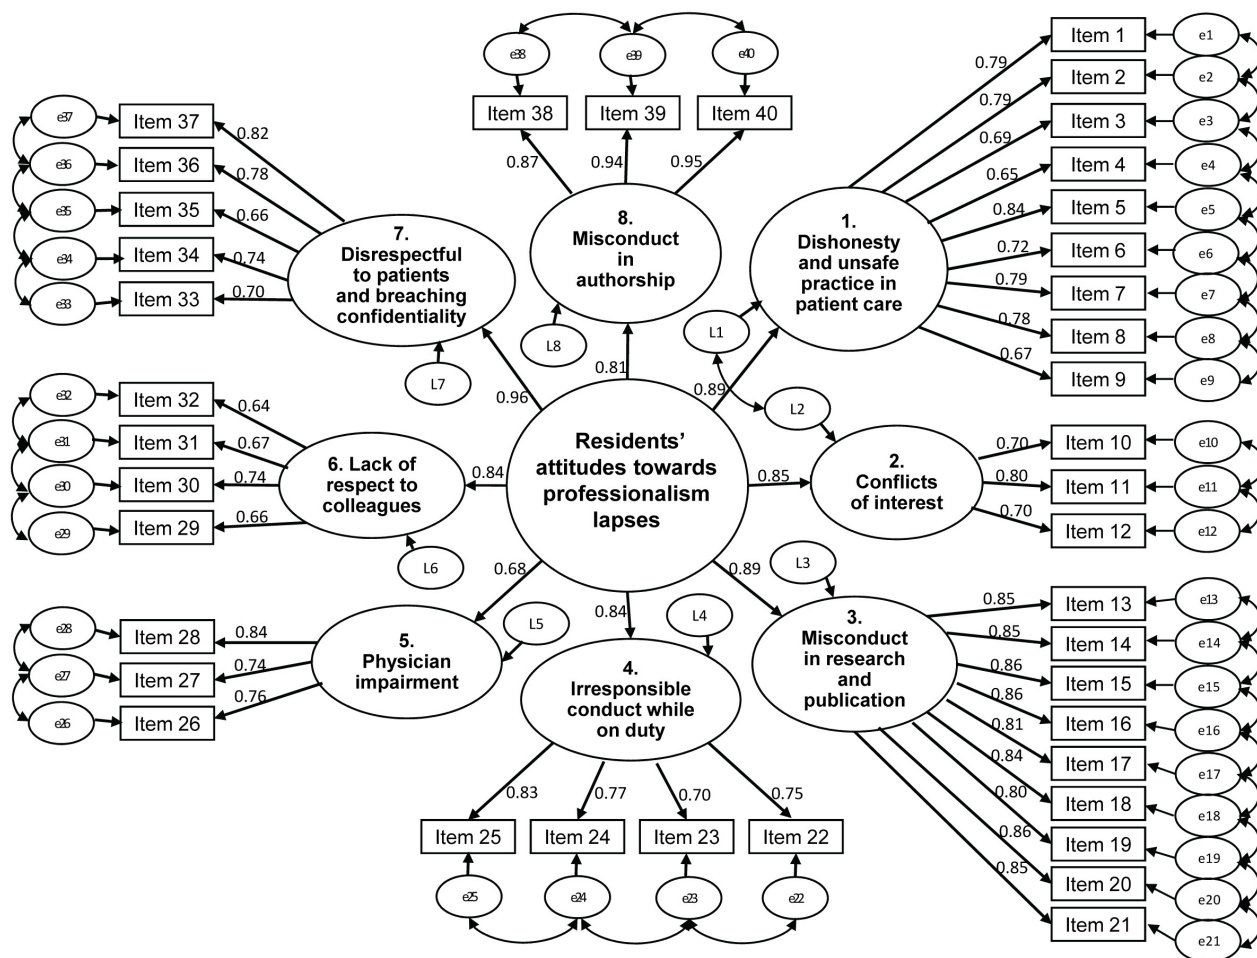 e38
e39
e40
Item 38
Item 39
Item 40
0.87
0.94
0.95
8.
Misconduct
in
authorship
L8
0.81
e37
Item 37
0.82
e36
Item 36
0.78
e35
Item 35
0.66
e34
Item 34
0.74
e33
Item 33
0.70
7.
Disrespectful
to patients
and breaching
confidentiality
L7
0.96
Item 1
e1
0.79
Item 2
e2
0.79
Item 3
e3
0.69
Item 4
e4
0.65
Item 5
e5
0.84
Item 6
e6
0.72
Item 7
e7
0.79
Item 8
e8
0.78
Item 9
e9
0.67
1.
Dishonesty
and unsafe
practice in
patient care
L1
0.89
L2
Residents’
attitudes towards
professionalism
lapses
e32
Item 32
0.64
e31
Item 31
0.67
e30
Item 30
0.74
e29
Item 29
0.66
6. Lack of
respect to
colleagues
0.84
L6
0.85
2.
Conflicts
of interest
0.70
Item 10
e10
0.80
Item 11
e11
0.70
Item 12
e12
0.68
L5
5.
Physician
impairment
e28
Item 28
0.84
e27
Item 27
0.74
e26
Item 26
0.76
0.84
L4
4.
Irresponsible
conduct while
on duty
0.83
0.77
0.70
0.75
Item 25
Item 24
Item 23
Item 22
e25
e24
e23
e22
0.89
L3
3.
Misconduct
in research
and
publication
0.85
Item 13
e13
0.85
Item 14
e14
0.86
Item 15
e15
0.86
Item 16
e16
0.81
Item 17
e17
0.84
Item 18
e18
0.80
Item 19
e19
0.86
Item 20
e20
0.85
Item 21
e21